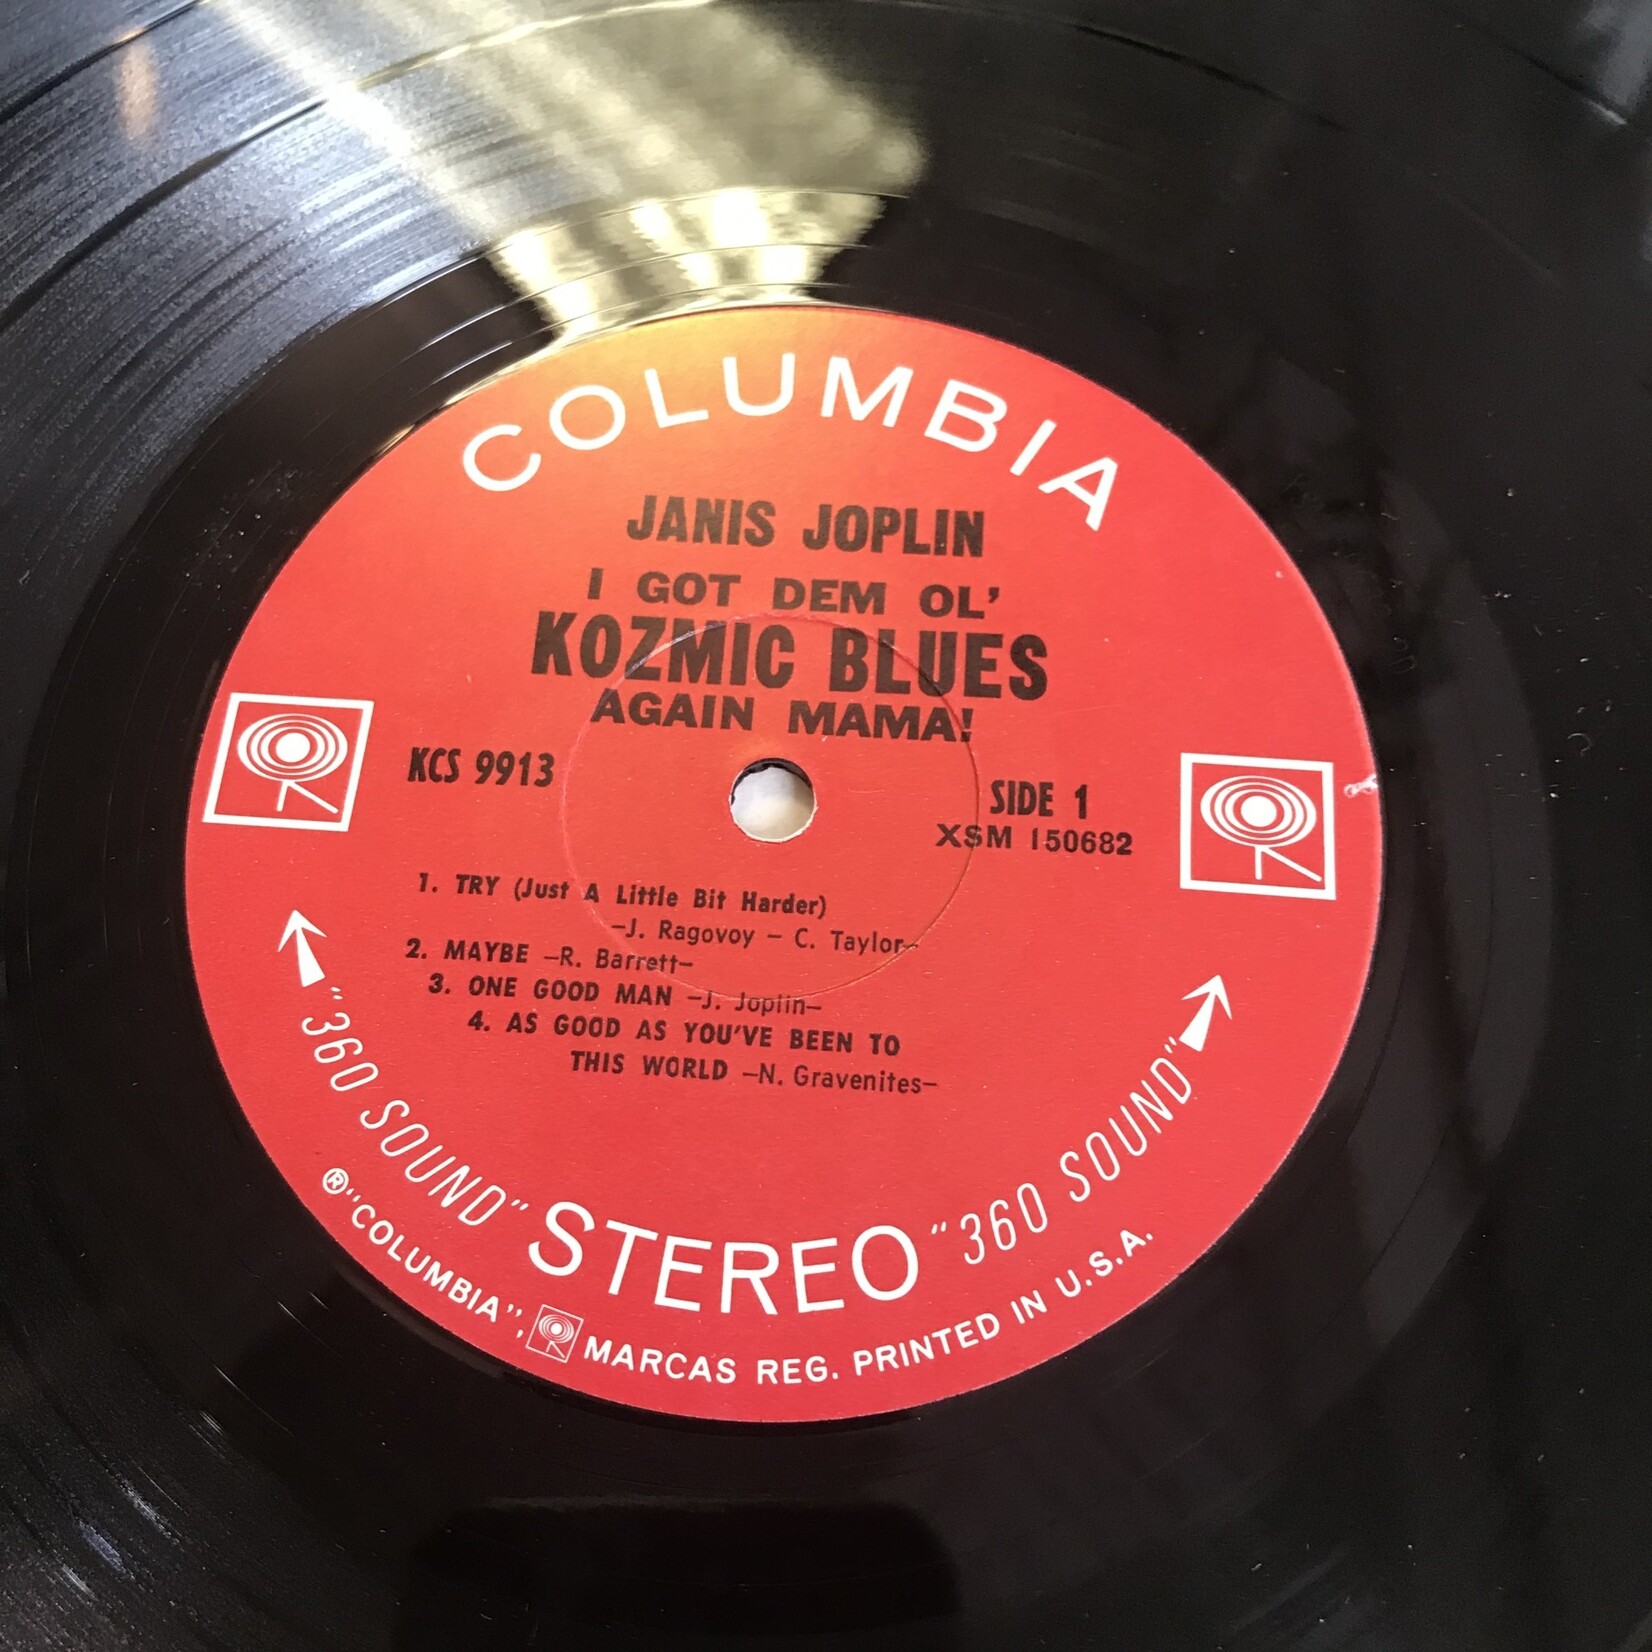 COLUMBIA
JANIS JOPLIN
I GOT DEM OL'
KOZMIC BLUES
AGAIN MAMA!
KCS 9913
SIDE 1
XSM 150682
1. TRY (Just A Little Bit Harder)
–J. Ragovoy – C. Taylor–
2. MAYBE –R. Barrett–
3. ONE GOOD MAN –J. Joplin–
4. AS GOOD AS YOU'VE BEEN TO
THIS WORLD –N. Gravenites–
"360 SOUND" STEREO "360 SOUND"
® "COLUMBIA", MARCAS REG. PRINTED IN U.S.A.